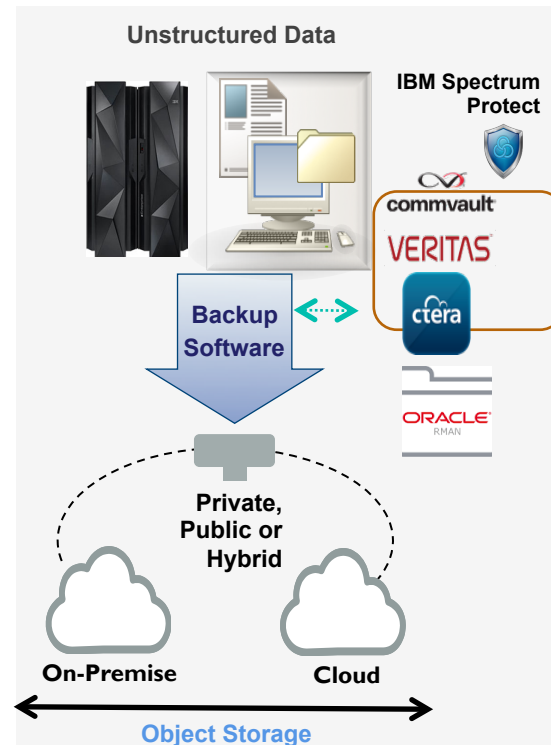 Unstructured Data
IBM Spectrum
Protect
commvault®
VERITAS®
ctera
Backup
Software
ORACLE®
RMAN
Private,
Public or
Hybrid
On-Premise
Cloud
Object Storage